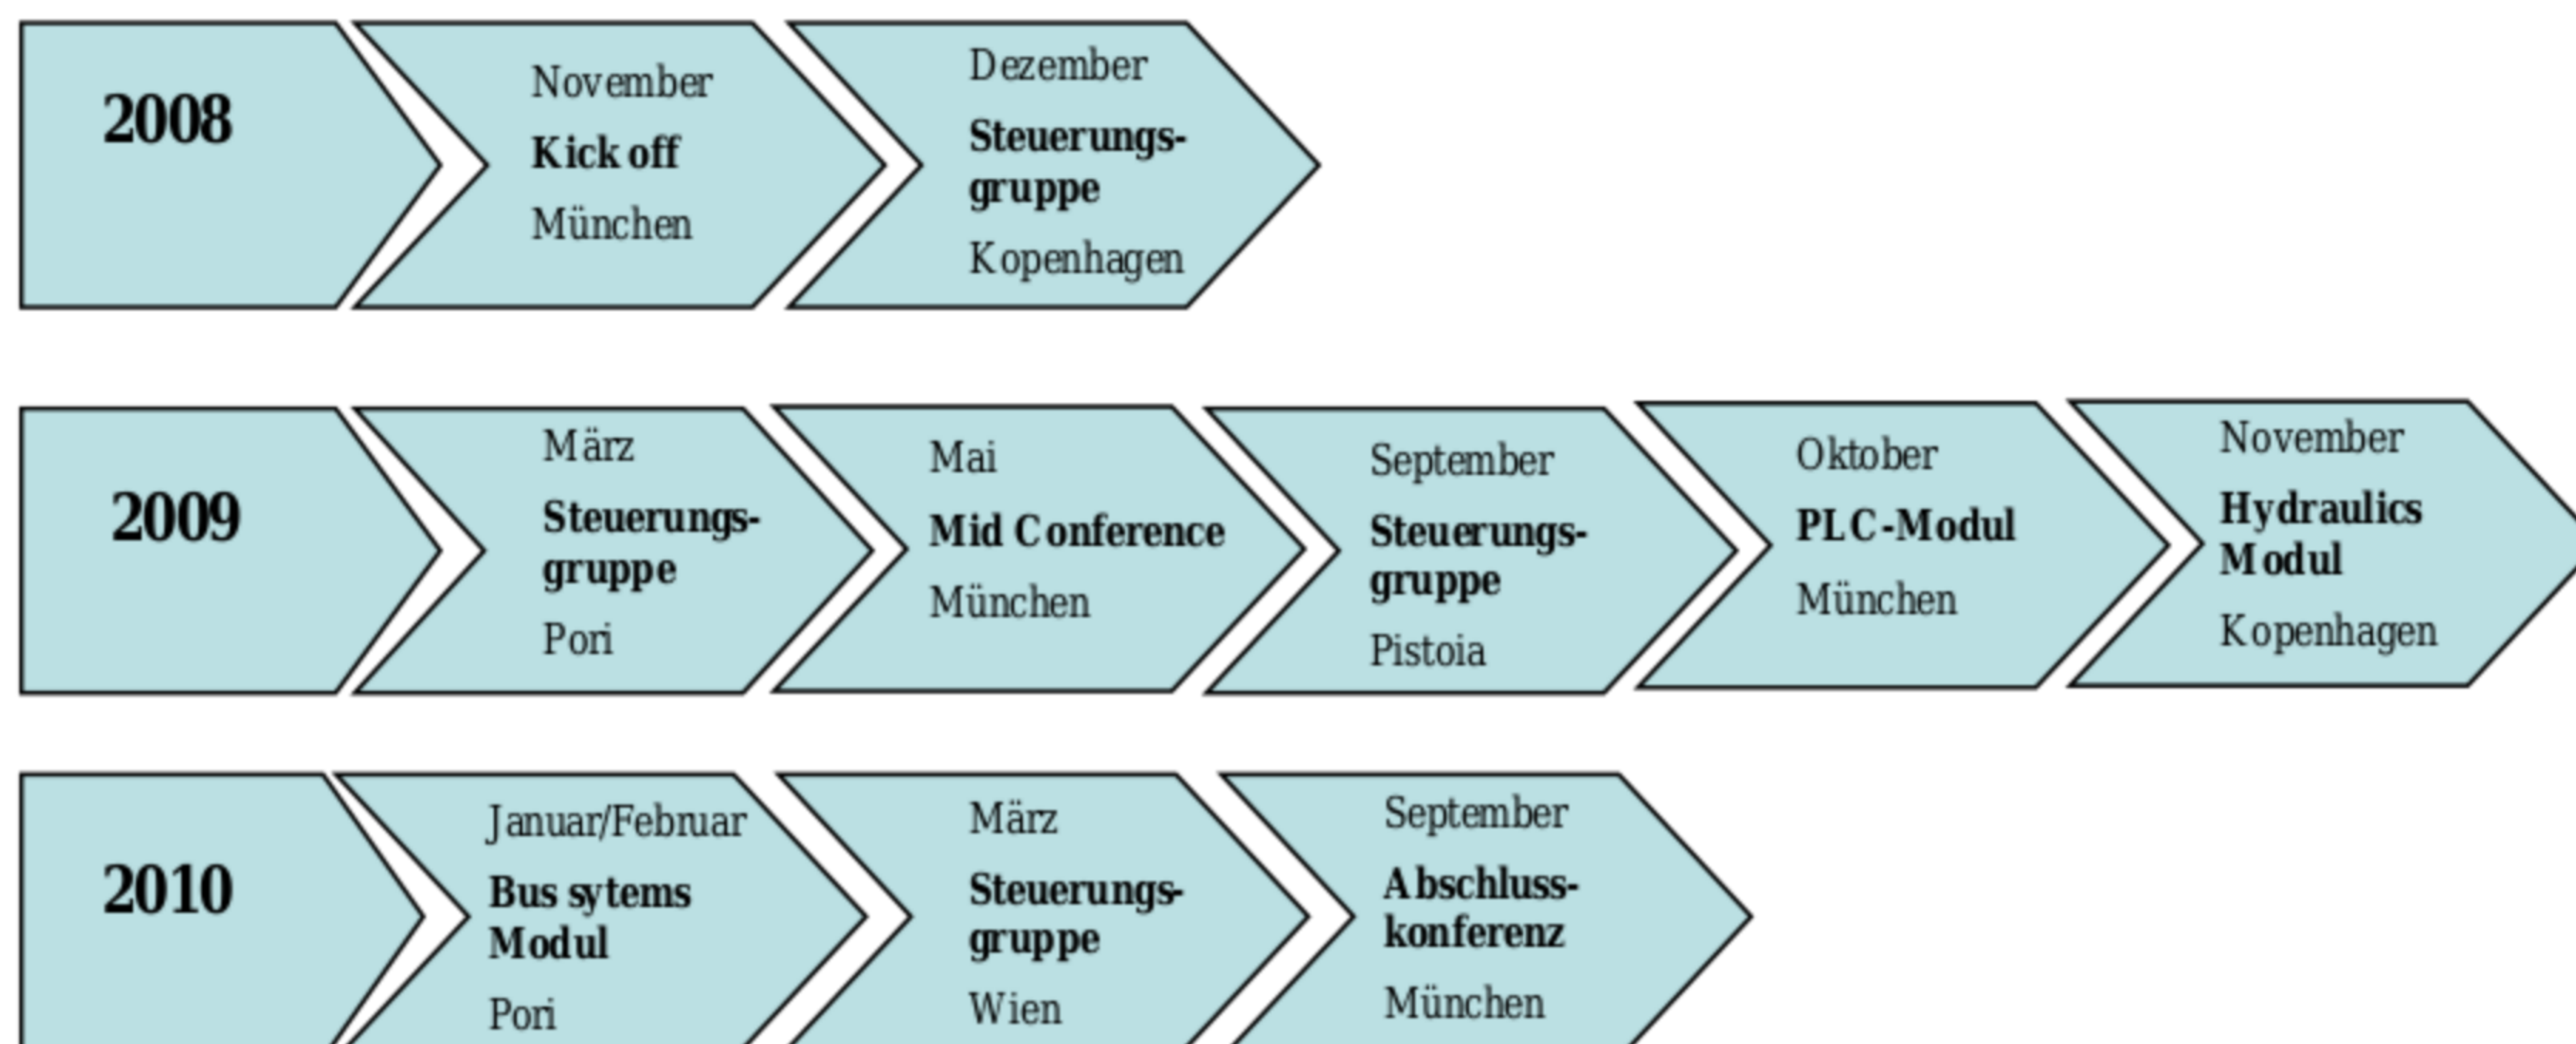 2008
November
Kick off
München
Dezember
Steuerungs-
gruppe
Kopenhagen
2009
März
Steuerungs-
gruppe
Pori
Mai
Mid Conference
München
September
Steuerungs-
gruppe
Pistoia
Oktober
PLC-Modul
München
November
Hydraulics
Modul
Kopenhagen
2010
Januar/Februar
Bus sytems
Modul
Pori
März
Steuerungs-
gruppe
Wien
September
Abschluss-
konferenz
München